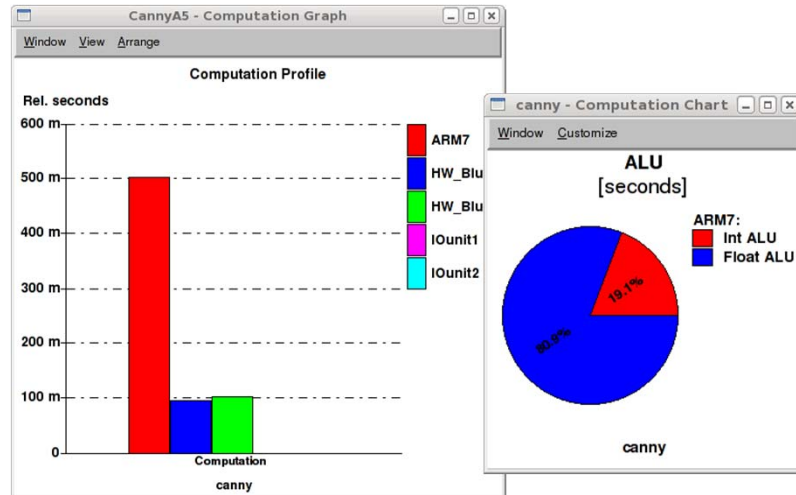 CannyA5 - Computation Graph
Window View Arrange
Computation Profile
Rel. seconds
600 m
500 m
400 m
300 m
200 m
100 m
0
Computation
canny
ARM7
HW_Blu
HW_Blu
IOunit1
IOunit2
canny - Computation Chart
Window Customize
ALU
[seconds]
ARM7:
Int ALU
Float ALU
19.1%
80.9%
canny